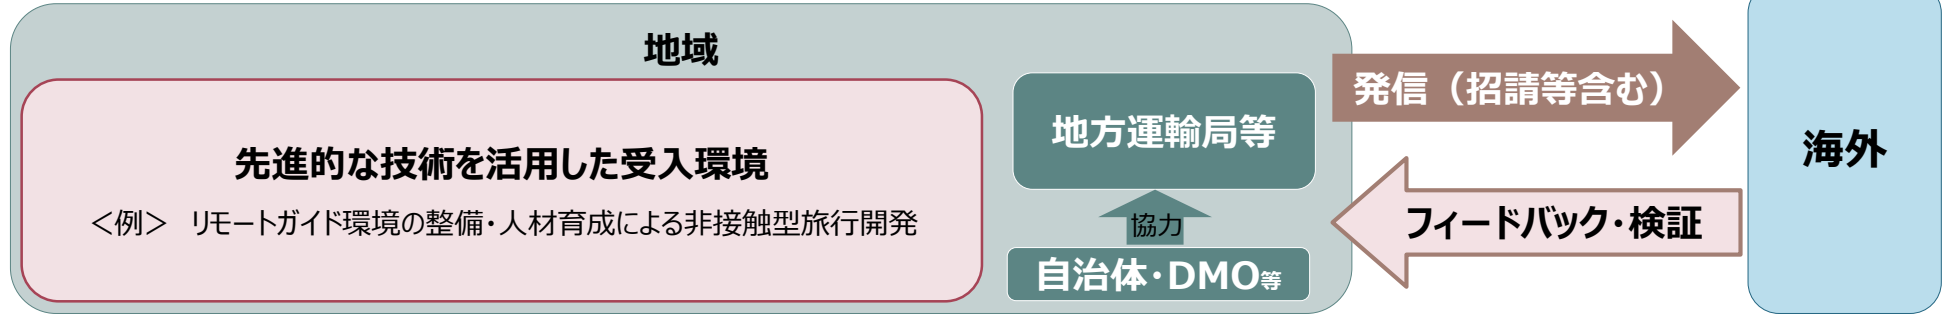 地域
先進的な技術を活用した受入環境
＜例＞　リモートガイド環境の整備・人材育成による非接触型旅行開発
地方運輸局等
協力
自治体・DMO等
発信（招請等含む）
フィードバック・検証
海外